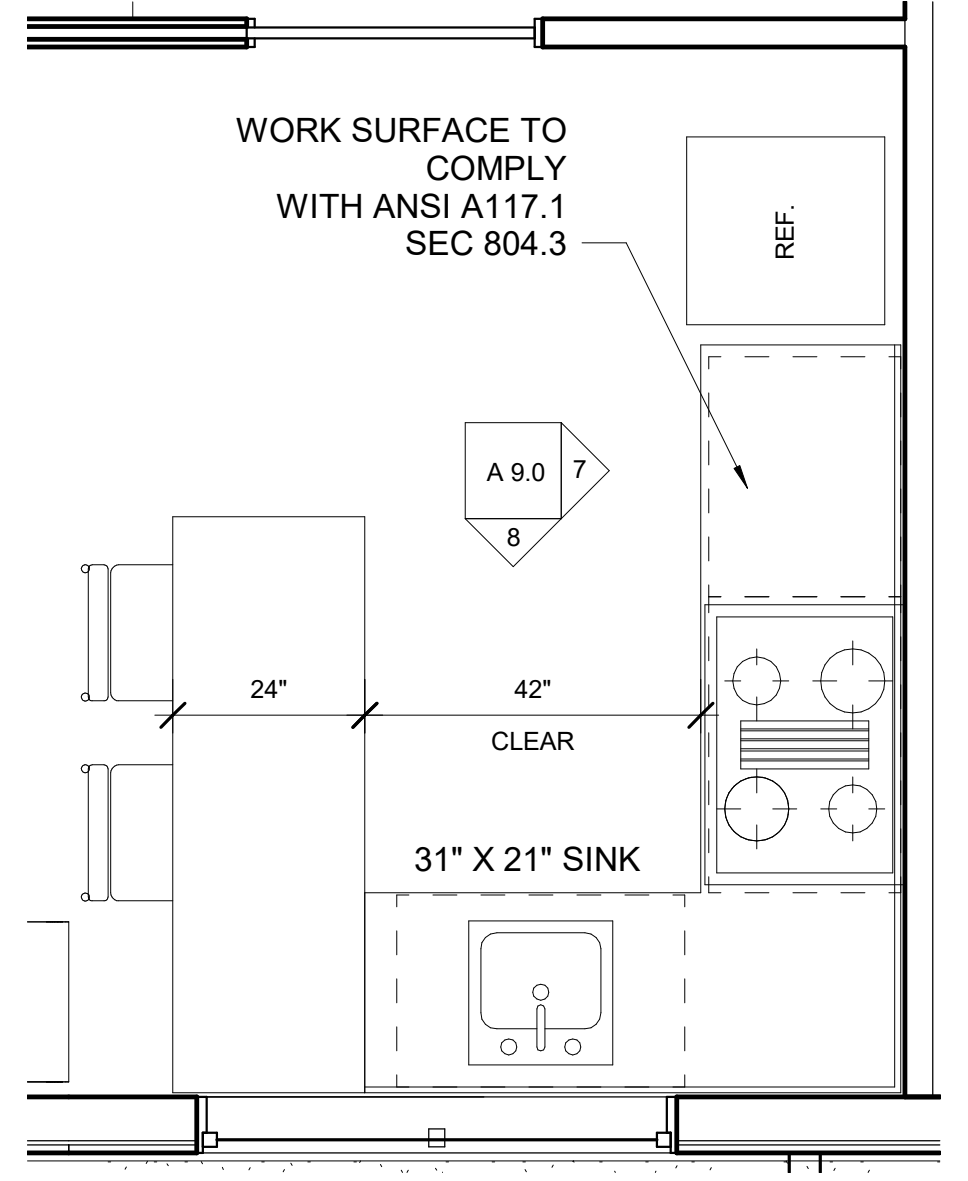 WORK SURFACE TO
COMPLY
WITH ANSI A117.1
SEC 804.3
REF.
A 9.0
7
8
24"
42"
CLEAR
31" X 21" SINK